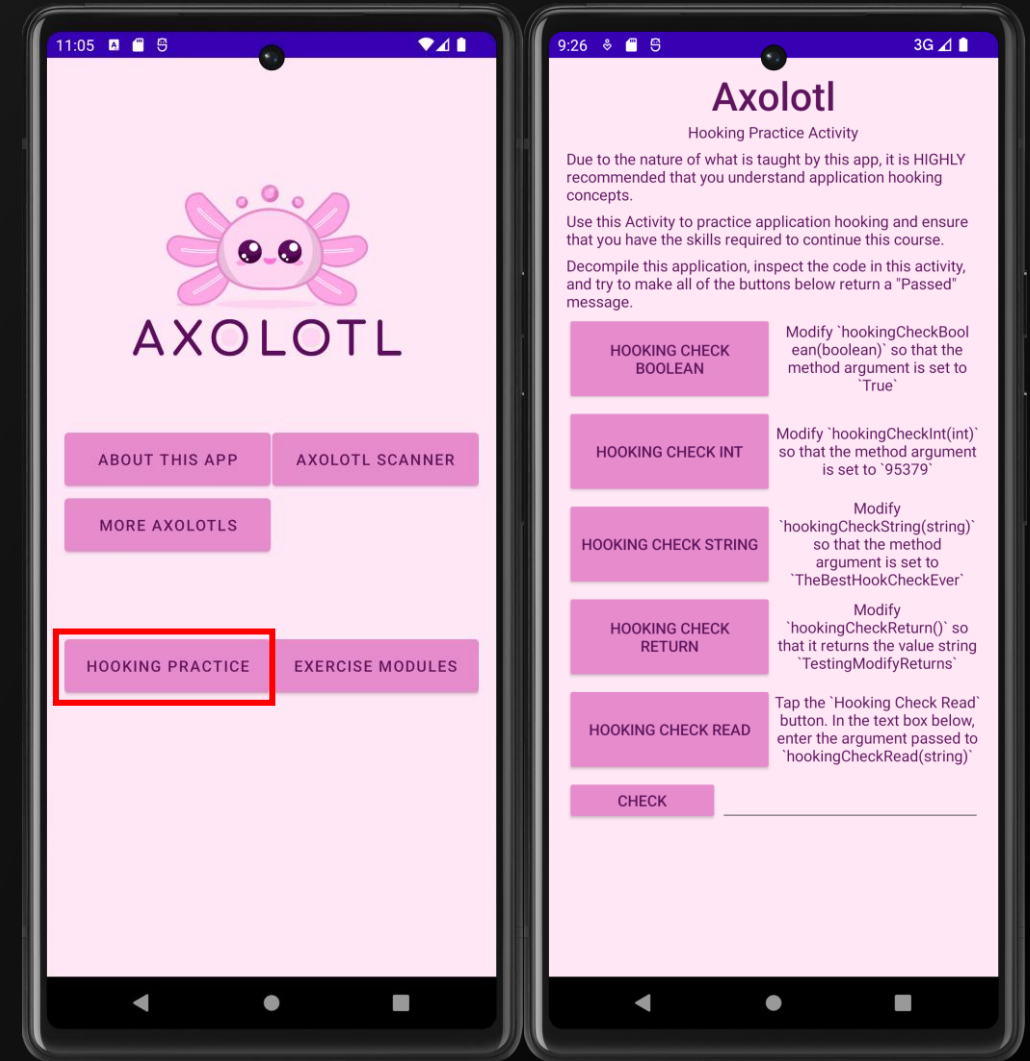 11:05
AXOLOTL
ABOUT THIS APP
AXOLOTL SCANNER
MORE AXOLOTLS
HOOKING PRACTICE
EXERCISE MODULES
9:26
3G
Axolotl
Hooking Practice Activity
Due to the nature of what is taught by this app, it is HIGHLY
recommended that you understand application hooking
concepts.
Use this Activity to practice application hooking and ensure
that you have the skills required to continue this course.
Decompile this application, inspect the code in this activity,
and try to make all of the buttons below return a "Passed"
message.
HOOKING CHECK
BOOLEAN
Modify `hookingCheckBool
ean(boolean)` so that the
method argument is set to
`True`
HOOKING CHECK INT
Modify `hookingCheckInt(int)`
so that the method argument
is set to `95379`
HOOKING CHECK STRING
Modify
`hookingCheckString(string)`
so that the method
argument is set to
`TheBestHookCheckEver`
HOOKING CHECK
RETURN
Modify
`hookingCheckReturn()` so
that it returns the value string
`TestingModifyReturns`
HOOKING CHECK READ
Tap the `Hooking Check Read`
button. In the text box below,
enter the argument passed to
`hookingCheckRead(string)`
CHECK